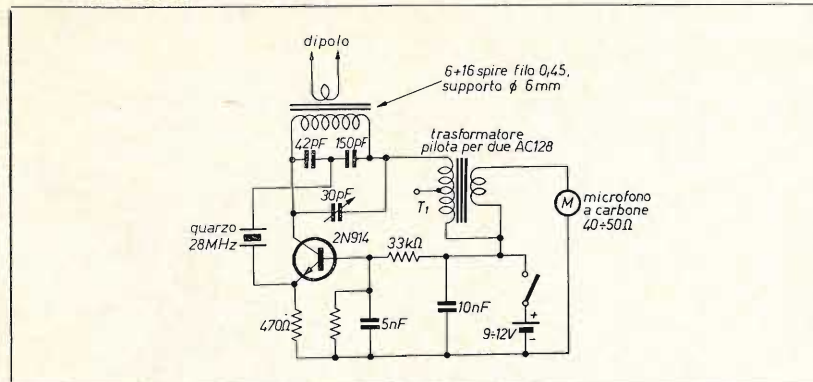 dipolo
6+16 spire filo 0,45,
supporto ϕ 6mm
42pF
150pF
trasformatore
pilota per due AC128
30pF
T1
M
microfono
a carbone
40÷50Ω
quarzo
28MHz
2N914
33kΩ
470Ω
5nF
10nF
+
9÷12V
-